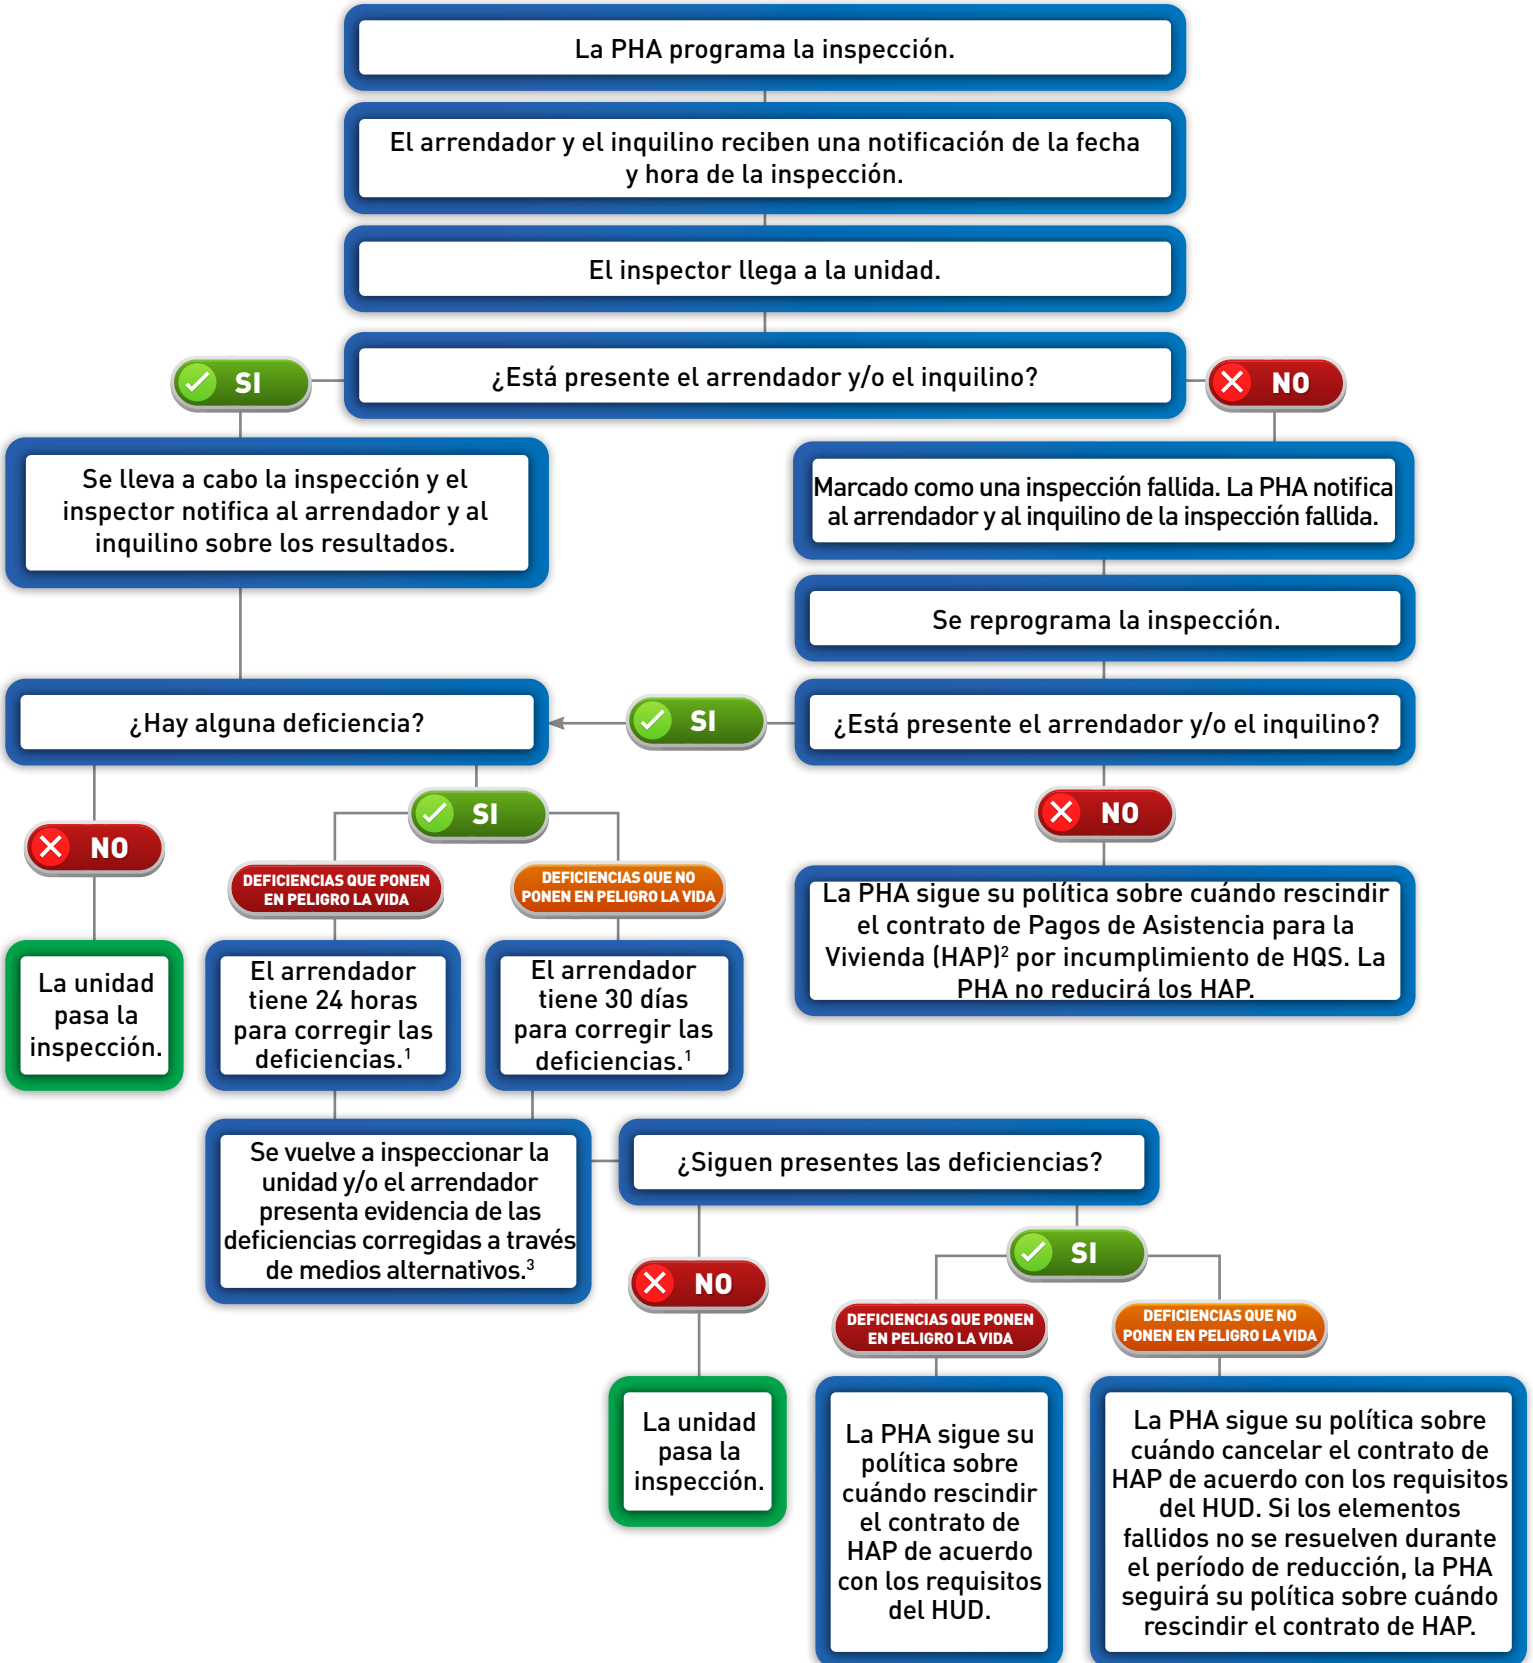 La PHA programa la inspección.
El arrendador y el inquilino reciben una notificación de la fecha
y hora de la inspección.
El inspector llega a la unidad.
¿Está presente el arrendador y/o el inquilino?
SI
NO
Se lleva a cabo la inspección y el
inspector notifica al arrendador y al
inquilino sobre los resultados.
Marcado como una inspección fallida. La PHA notifica
al arrendador y al inquilino de la inspección fallida.
Se reprograma la inspección.
¿Hay alguna deficiencia?
SI
¿Está presente el arrendador y/o el inquilino?
NO
SI
NO
DEFICIENCIAS QUE PONEN
EN PELIGRO LA VIDA
DEFICIENCIAS QUE NO
PONEN EN PELIGRO LA VIDA
La PHA sigue su política sobre cuándo rescindir
el contrato de Pagos de Asistencia para la
Vivienda (HAP)² por incumplimiento de HQS. La
PHA no reducirá los HAP.
La unidad
pasa la
inspección.
El arrendador
tiene 24 horas
para corregir las
deficiencias.¹
El arrendador
tiene 30 días
para corregir las
deficiencias.¹
Se vuelve a inspeccionar la
unidad y/o el arrendador
presenta evidencia de las
deficiencias corregidas a través
de medios alternativos.³
¿Siguen presentes las deficiencias?
NO
SI
DEFICIENCIAS QUE PONEN
EN PELIGRO LA VIDA
DEFICIENCIAS QUE NO
PONEN EN PELIGRO LA VIDA
La unidad
pasa la
inspección.
La PHA sigue su
política sobre
cuándo rescindir
el contrato de
HAP de acuerdo
con los requisitos
del HUD.
La PHA sigue su política sobre
cuándo cancelar el contrato de
HAP de acuerdo con los requisitos
del HUD. Si los elementos
fallidos no se resuelven durante
el período de reducción, la PHA
seguirá su política sobre cuándo
rescindir el contrato de HAP.